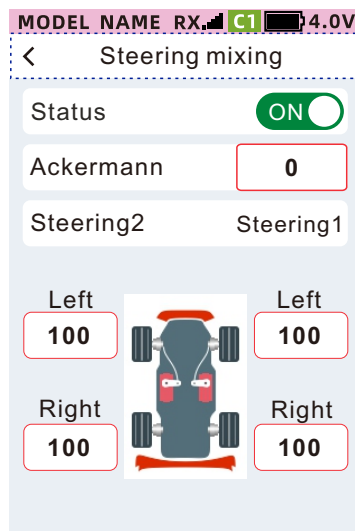 MODEL NAME RX C1 4.0V
< Steering mixing
Status ON
Ackermann 0
Steering2 Steering1
Left Left
100 100
Right Right
100 100